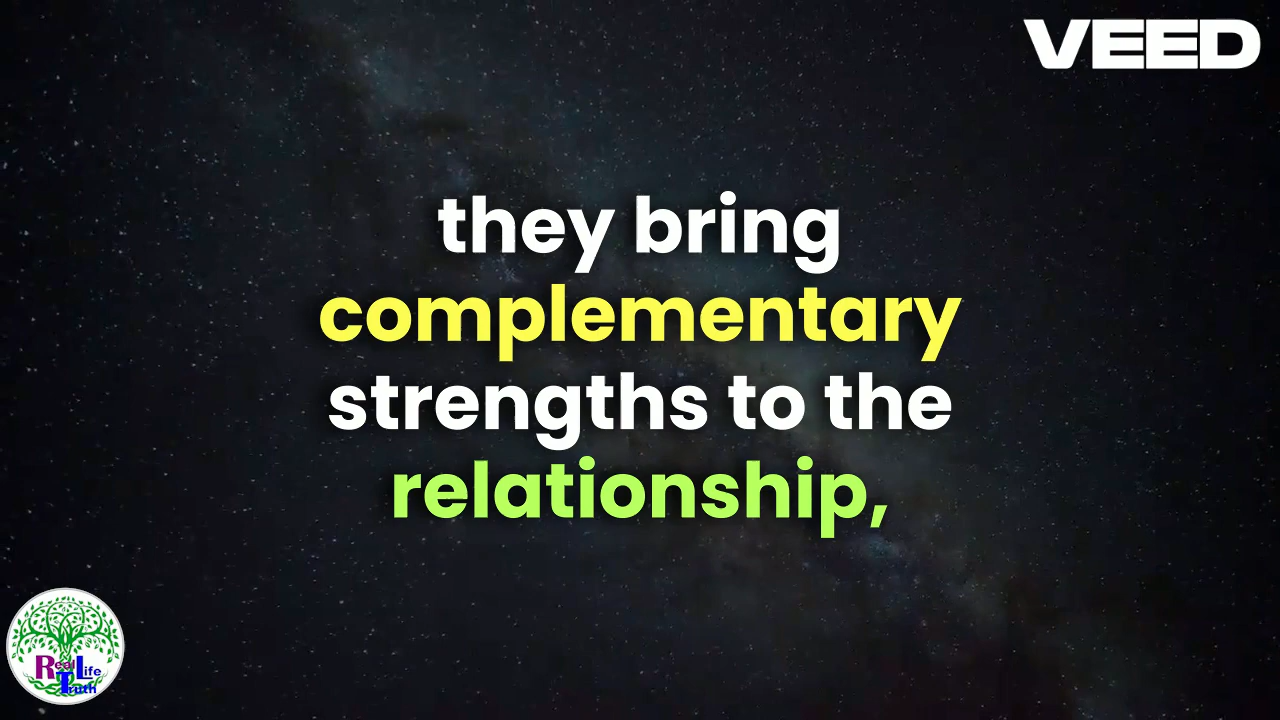 VEED
they bring
complementary
strengths to the
relationship,
Real Life
Truth